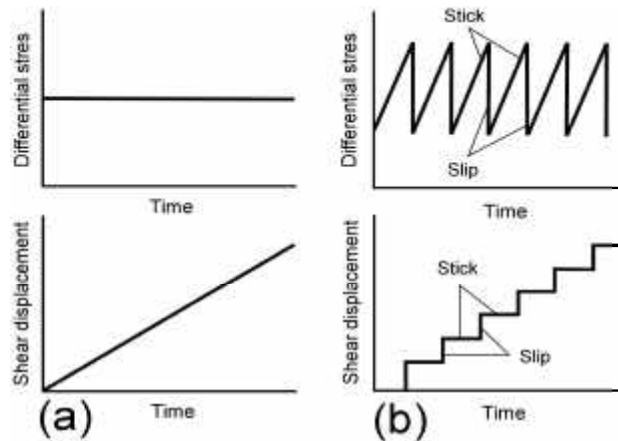 Differential stres
Time
Stick
Slip
Differential stres
Time
Shear displacement
Time
(a)
Stick
Slip
Shear displacement
Time
(b)